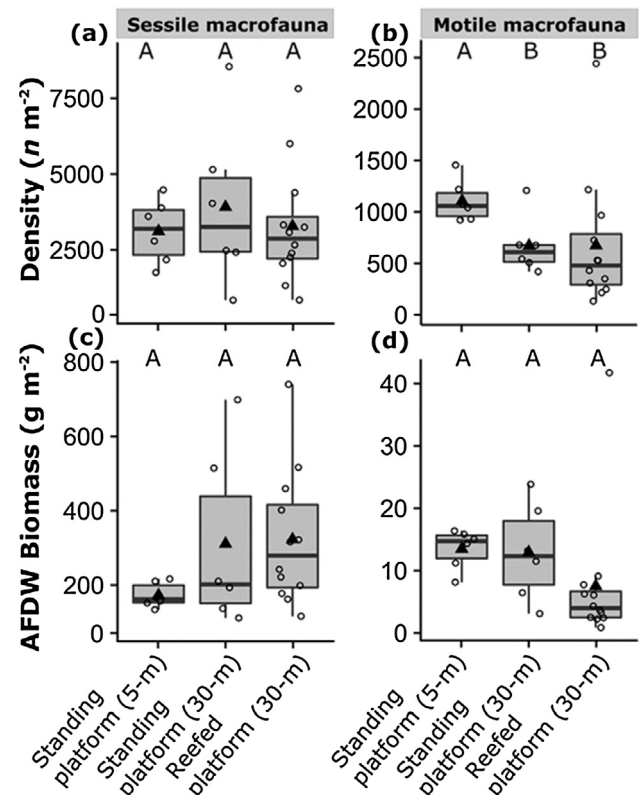 (a) Sessile macrofauna
(b) Motile macrofauna
A A A
A B B
Density (n m-2)
7500
5000
2500
0
2500
2000
1500
1000
500
0
(c)
(d)
A A A
A A A
AFDW Biomass (g m-2)
800
600
400
200
0
40
30
20
10
0
Standing
platform (5-m)
Standing
platform (30-m)
Reefed
platform (30-m)
Standing
platform (5-m)
Standing
platform (30-m)
Reefed
platform (30-m)